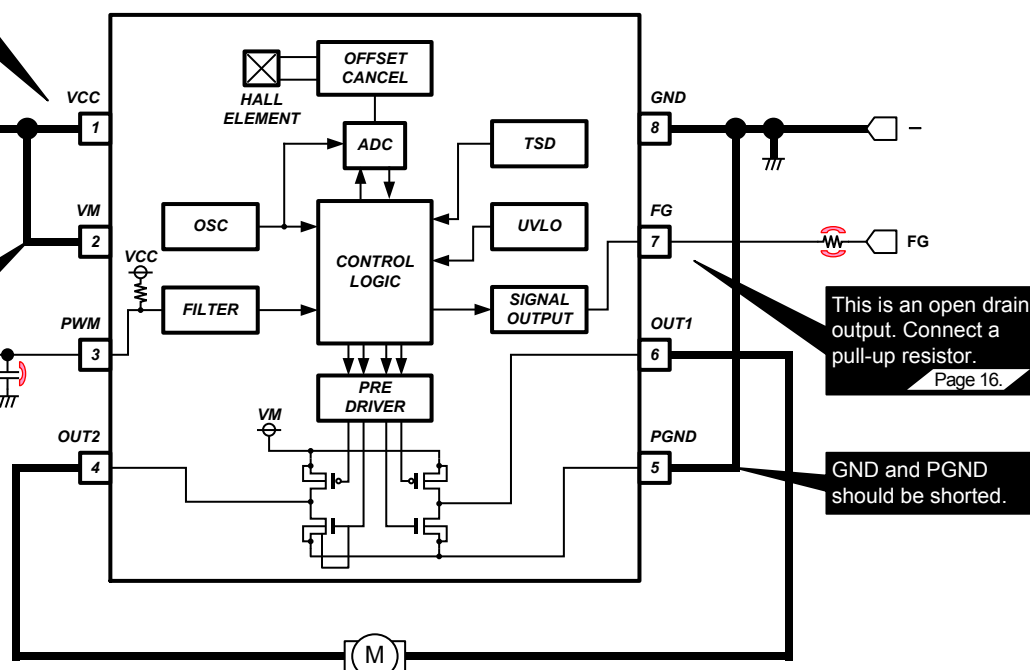 OFFSET
CANCEL
HALL
ELEMENT
VCC
1
GND
8
–
ADC
TSD
VM
2
OSC
UVLO
FG
7
FG
VCC
CONTROL
LOGIC
PWM
3
FILTER
SIGNAL
OUTPUT
OUT1
6
This is an open drain
output. Connect a
pull-up resistor.
Page 16.
PRE
DRIVER
VM
OUT2
4
PGND
5
GND and PGND
should be shorted.
M